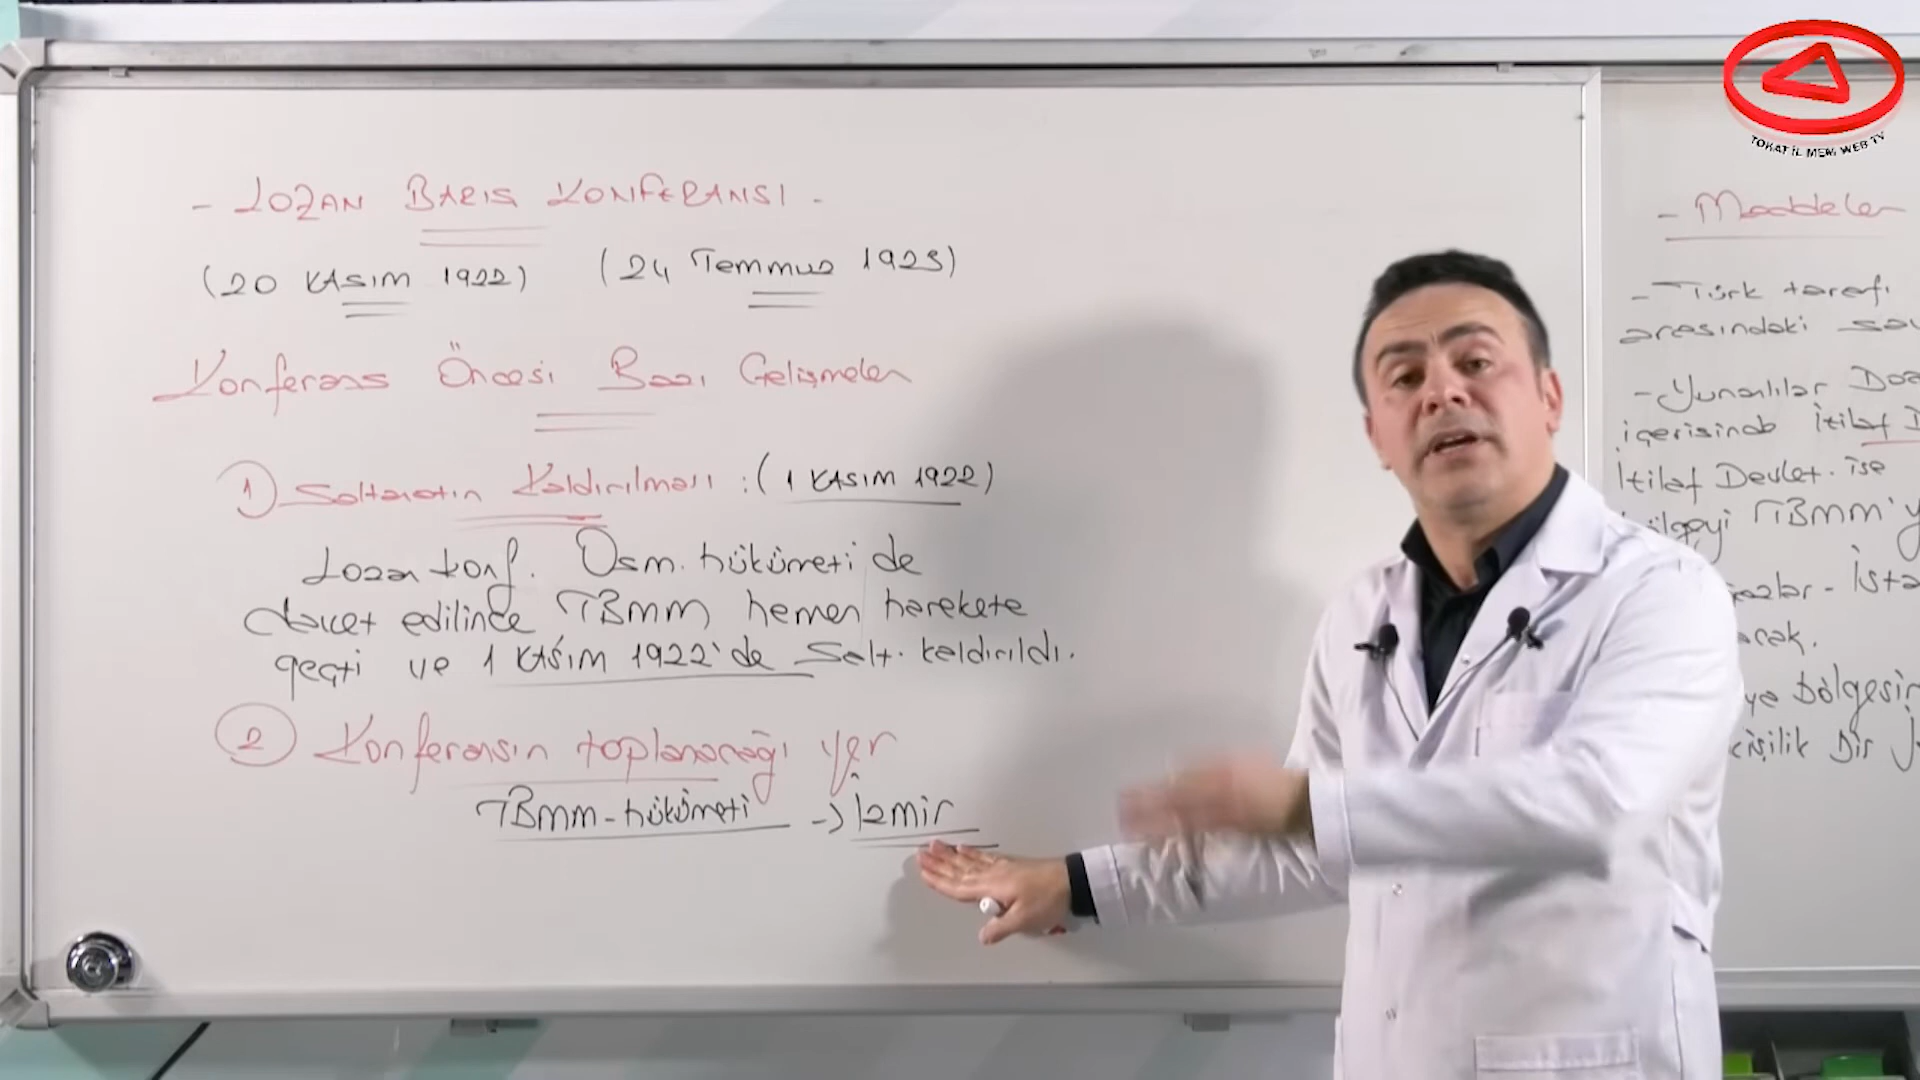 - LOZAN BARIŞ KONFERANSI -
(20 KASIM 1922) (24 Temmuz 1923)
Konferans Öncesi Bazı Gelişmeler
1) Saltanatın Kaldırılması : (1 KASIM 1922)
Lozan konf. Osm. hükümeti de
davet edilince TBMM hemen harekete
geçti ve 1 KASIM 1922'de Salt. kaldırıldı.
2 Konferansın toplanacağı yer
TBMM-hükümeti -> İzmir
- Maddeler
- Türk tarafı
arasındaki
- Yunanlılar
içerisinde İtilaf
İtilaf Devlet. ise
TBMM'y
- İsta
bölgesin
kişilik bir
TOKAT İL MEM WEB TV